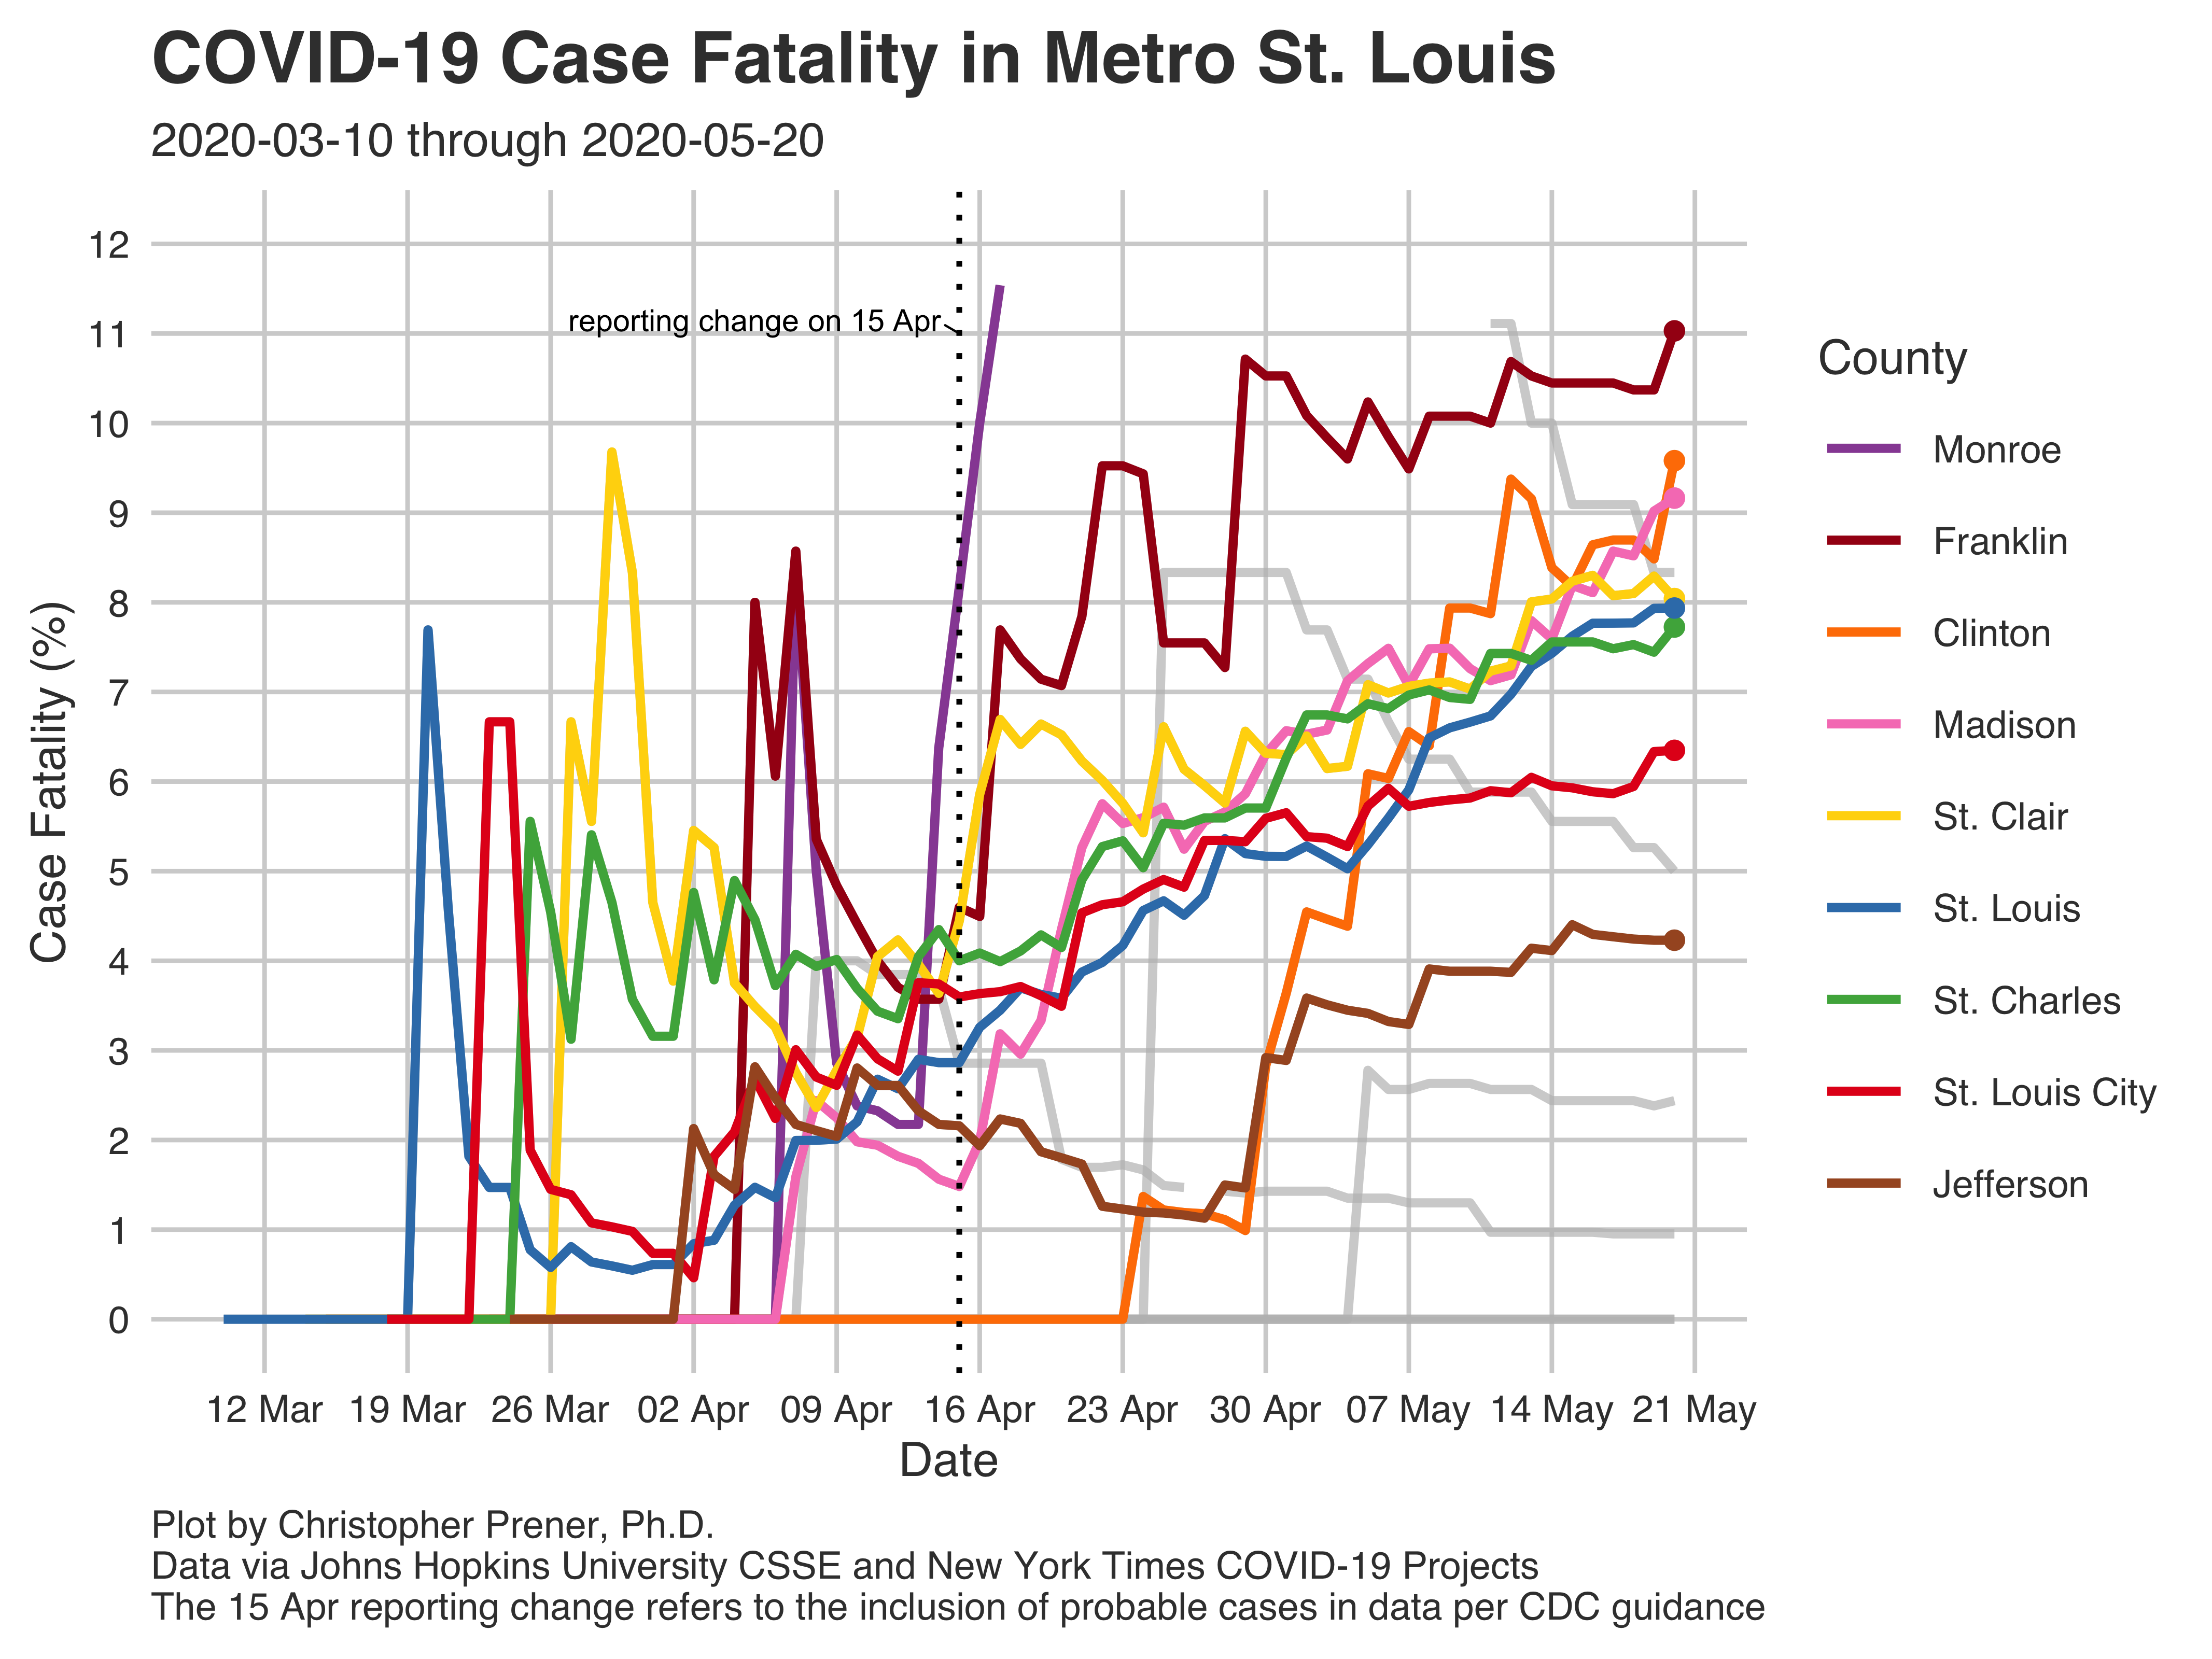 COVID-19 Case Fatality in Metro St. Louis
2020-03-10 through 2020-05-20
12
11
10
9
8
7
6
5
4
3
2
1
0
Case Fatality (%)
reporting change on 15 Apr
12 Mar 19 Mar 26 Mar 02 Apr 09 Apr 16 Apr 23 Apr 30 Apr 07 May 14 May 21 May
Date
County
Monroe
Franklin
Clinton
Madison
St. Clair
St. Louis
St. Charles
St. Louis City
Jefferson
Plot by Christopher Prener, Ph.D.
Data via Johns Hopkins University CSSE and New York Times COVID-19 Projects
The 15 Apr reporting change refers to the inclusion of probable cases in data per CDC guidance